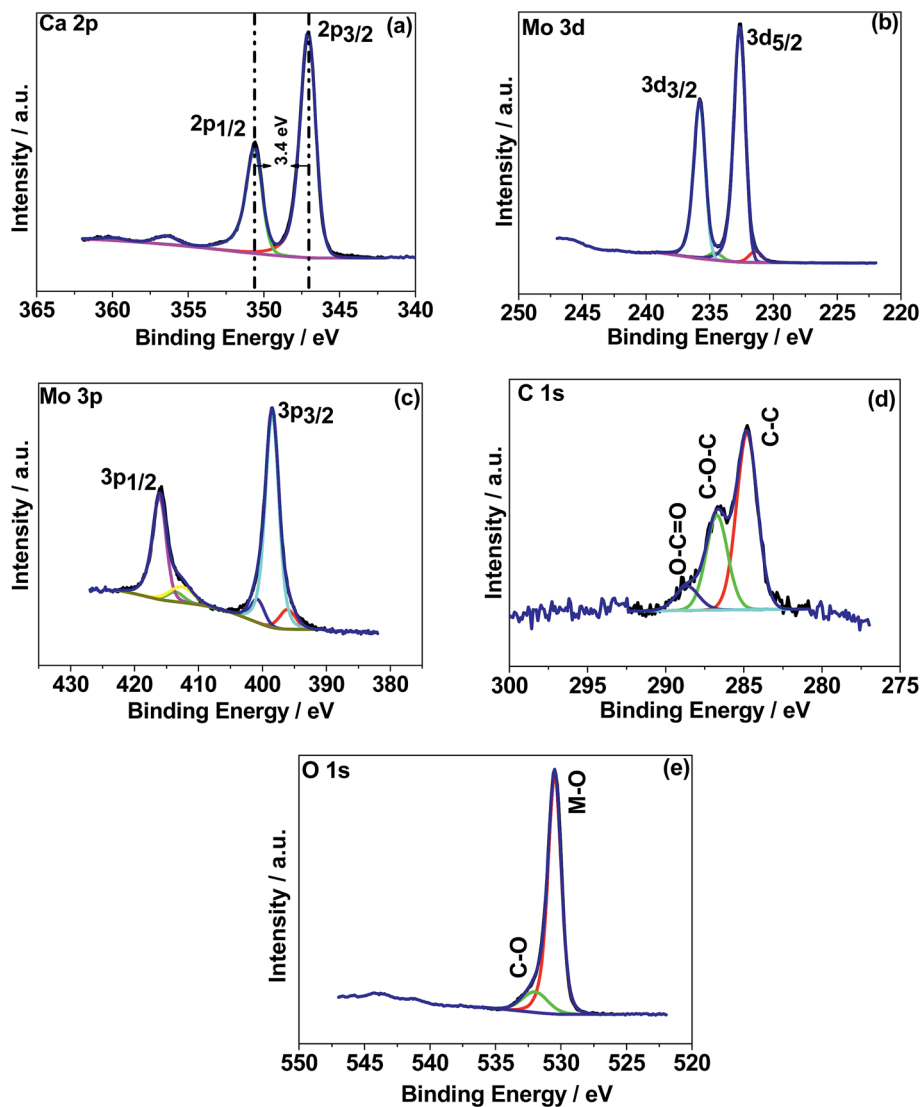 Ca 2p
(a)
2p3/2
2p1/2
3.4 eV
Intensity / a.u.
365 360 355 350 345 340
Binding Energy / eV
Mo 3d
(b)
3d5/2
3d3/2
Intensity / a.u.
250 245 240 235 230 225 220
Binding Energy / eV
Mo 3p
(c)
3p3/2
3p1/2
Intensity / a.u.
430 420 410 400 390 380
Binding Energy / eV
C 1s
(d)
O-C=O
C-O-C
C-C
Intensity / a.u.
300 295 290 285 280 275
Binding Energy / eV
O 1s
(e)
C-O
M-O
Intensity / a.u.
550 545 540 535 530 525 520
Binding Energy / eV